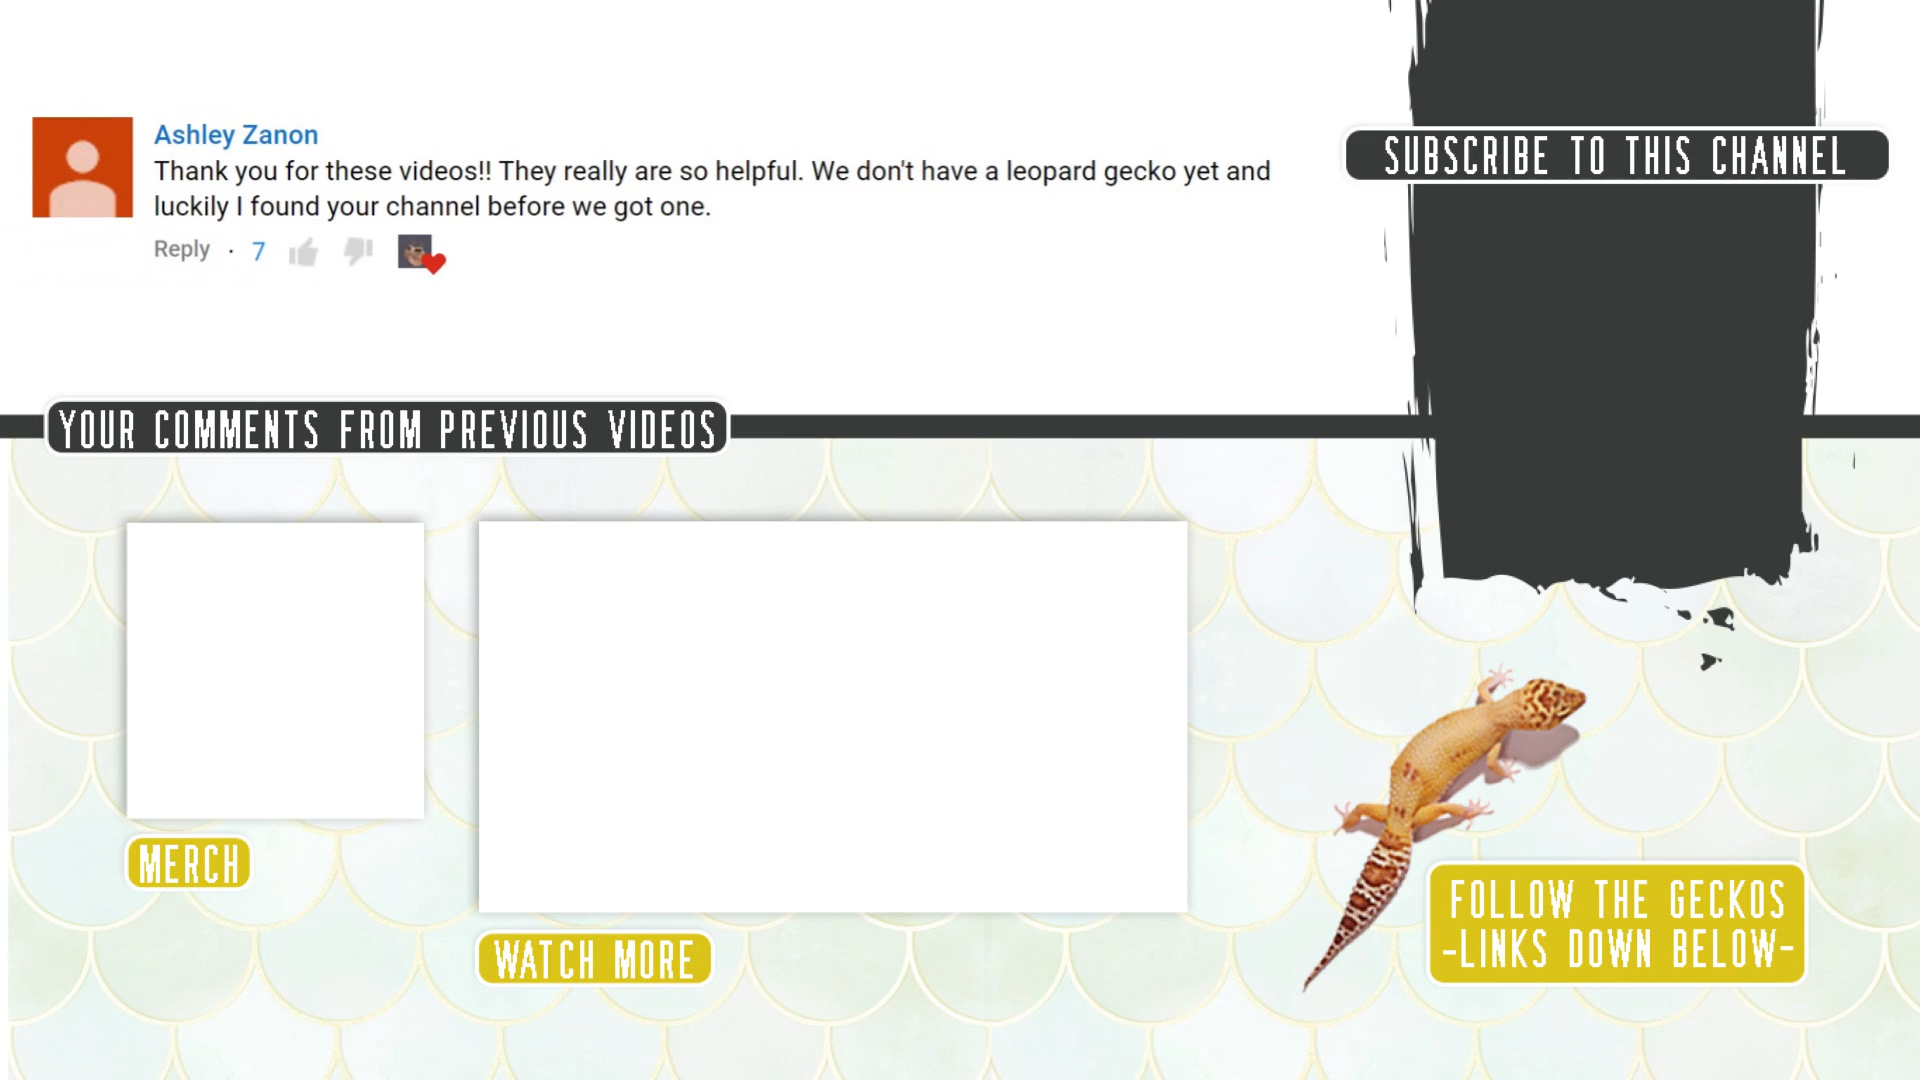 Ashley Zanon
Thank you for these videos!! They really are so helpful. We don't have a leopard gecko yet and
luckily I found your channel before we got one.
Reply · 7
SUBSCRIBE TO THIS CHANNEL
YOUR COMMENTS FROM PREVIOUS VIDEOS
MERCH
WATCH MORE
FOLLOW THE GECKOS
-LINKS DOWN BELOW-